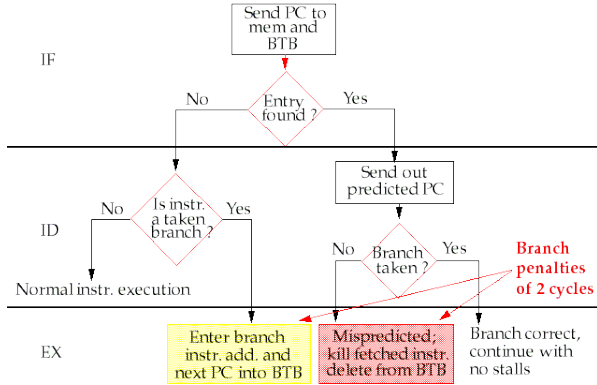 Send PC to
mem and
BTB
IF
No
Entry
found ?
Yes
Send out
predicted PC
No
Is instr.
a taken
branch ?
Yes
ID
No
Branch
taken ?
Yes
Branch
penalties
of 2 cycles
Normal instr. execution
EX
Enter branch
instr. add. and
next PC into BTB
Mispredicted;
kill fetched instr.
delete from BTB
Branch correct,
continue with
no stalls